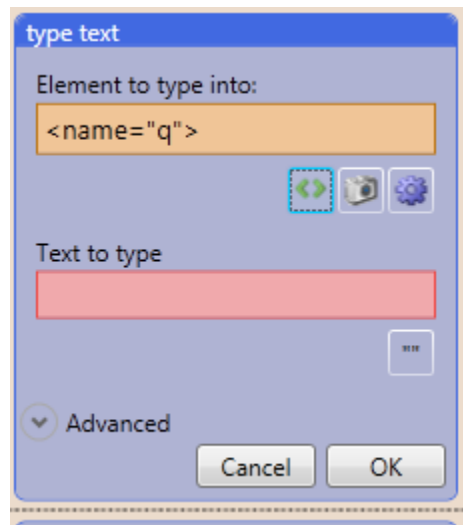 type text
Element to type into:
<name="q">
Text to type
""
Advanced
Cancel OK